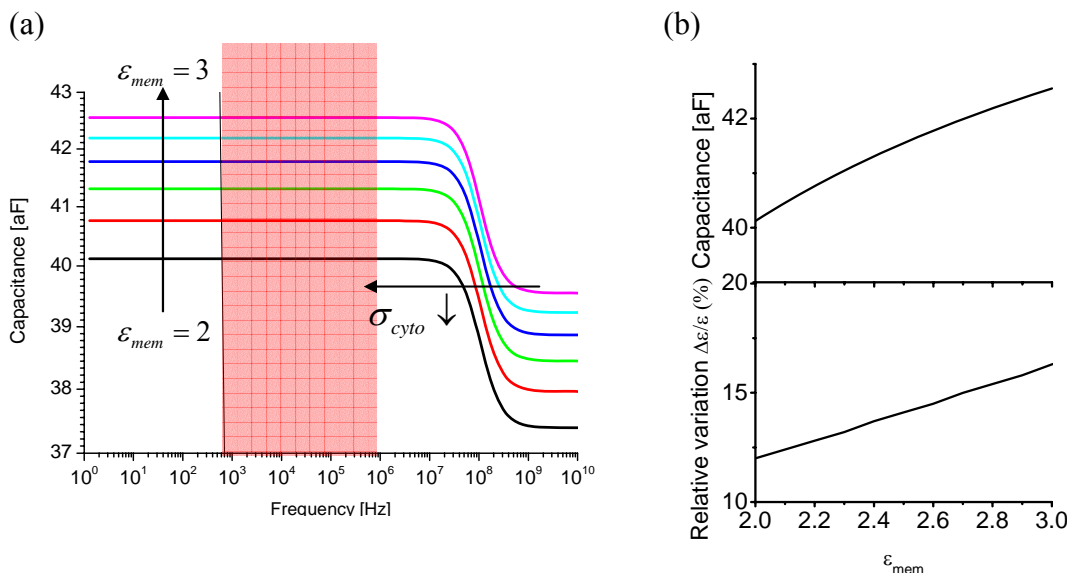 (a)
(b)
ε_mem = 3
43
42
41
40
39
38
37
Capacitance [aF]
ε_mem = 2
σ_cyto ↓
10^0 10^1 10^2 10^3 10^4 10^5 10^6 10^7 10^8 10^9 10^10
Frequency [Hz]
Capacitance [aF]
42
40
Relative variation Δε/ε (%)
20
15
10
2.0 2.2 2.4 2.6 2.8 3.0
ε_mem